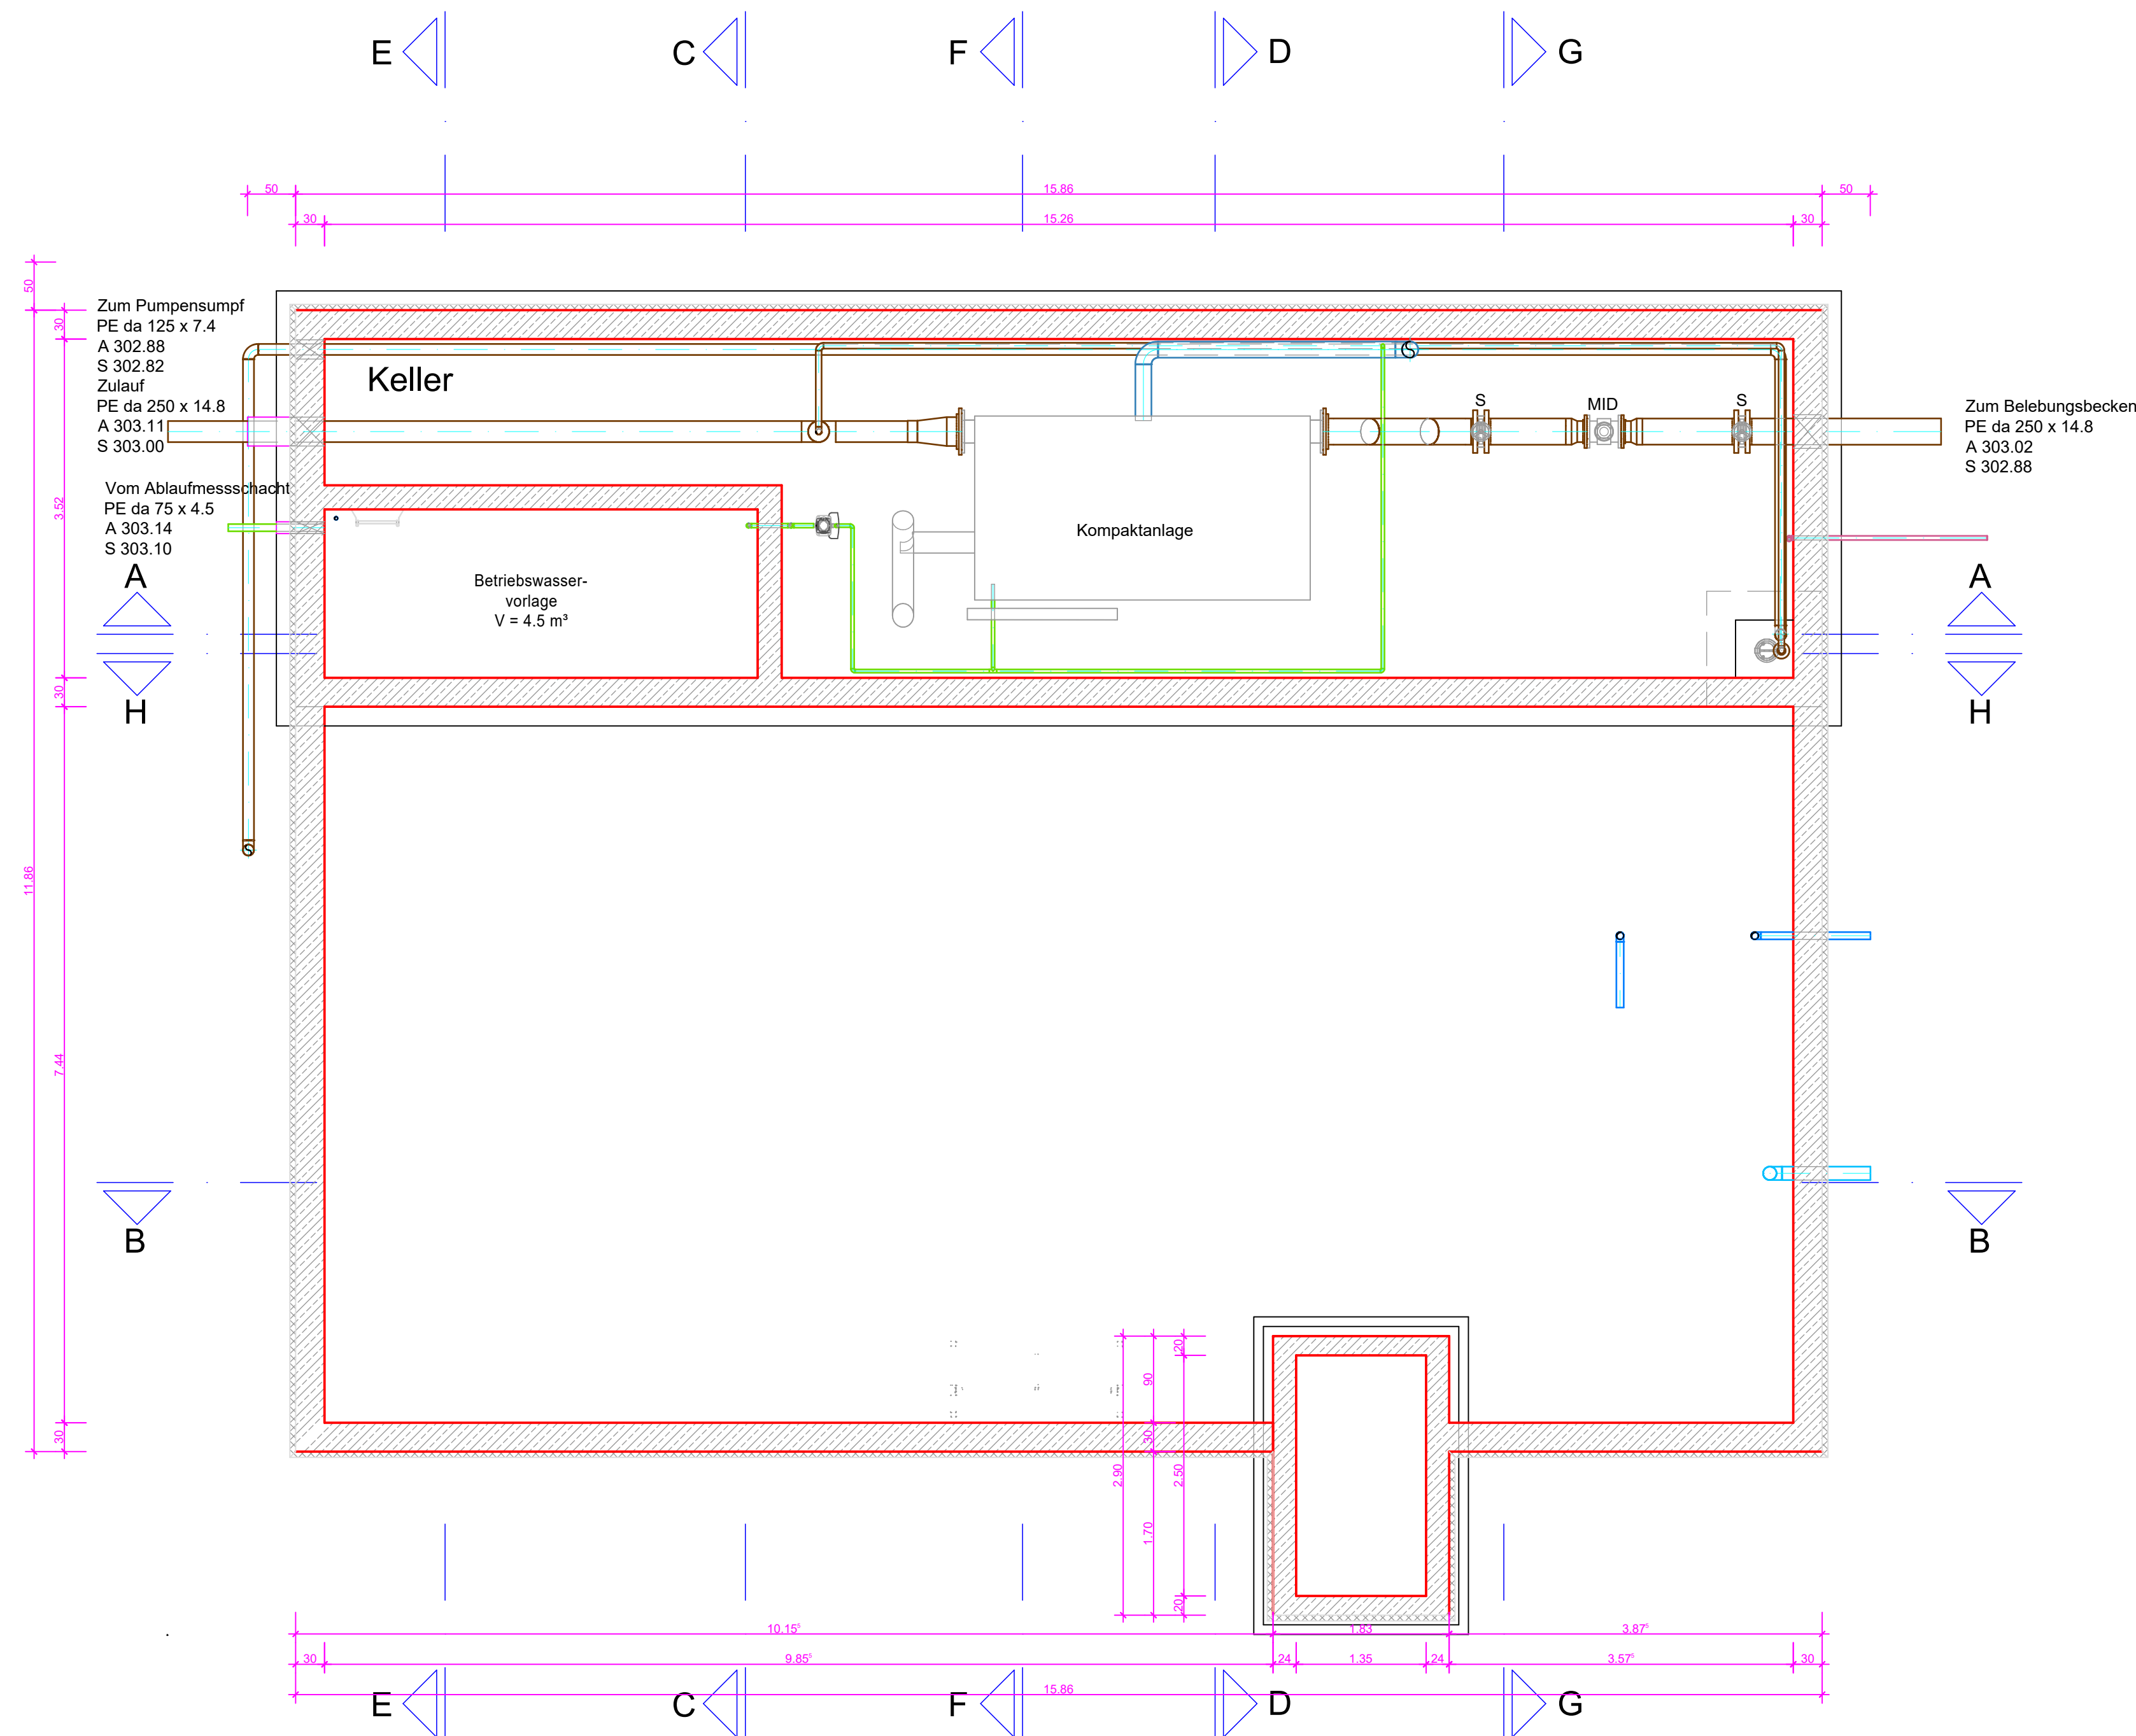 E
C
F
D
G
50
15.86
50
30
15.26
30
50
30
3.52
30
11.86
7.44
30
Zum Pumpensumpf
PE da 125 x 7.4
A 302.88
S 302.82
Zulauf
PE da 250 x 14.8
A 303.11
S 303.00
Vom Ablaufmessschacht
PE da 75 x 4.5
A 303.14
S 303.10
Keller
S
S
MID
S
Zum Belebungsbecken
PE da 250 x 14.8
A 303.02
S 302.88
Kompaktanlage
Betriebswasser-
vorlage
V = 4.5 m³
A
A
H
H
S
B
B
20
90
30
2.90
2.50
1.70
20
10.15⁵
1.83
3.87⁵
30
9.85⁵
24
1.35
24
3.57⁵
30
15.86
E
C
F
D
G